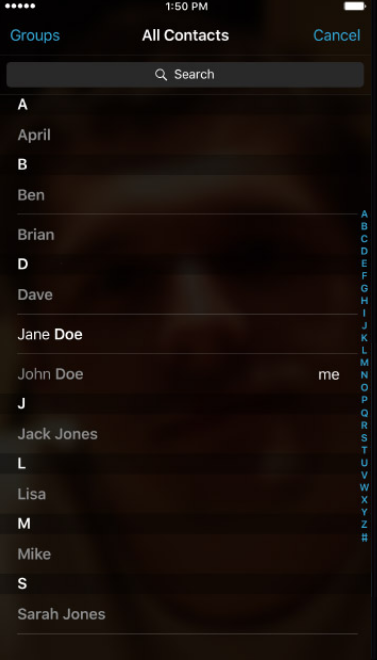 1:50 PM
Groups All Contacts Cancel
Search
A
April
B
Ben
Brian
D
Dave
Jane Doe
John Doe me
J
Jack Jones
L
Lisa
M
Mike
S
Sarah Jones
A
B
C
D
E
F
G
H
I
J
K
L
M
N
O
P
Q
R
S
T
U
V
W
X
Y
Z
#